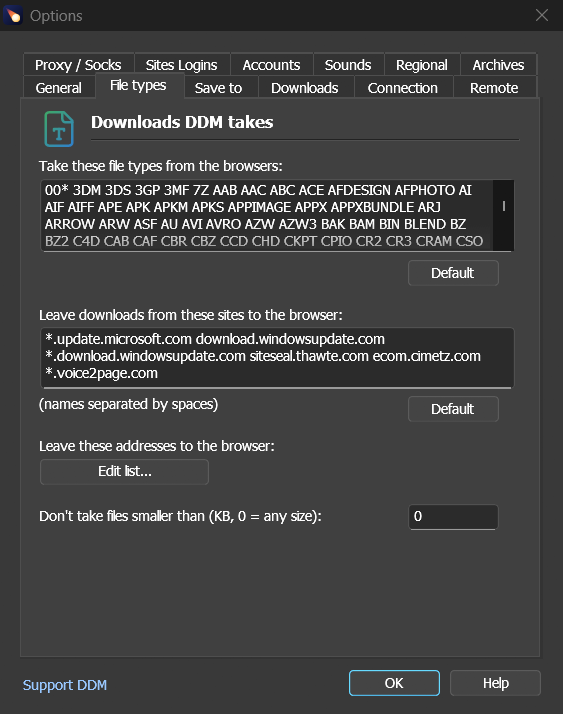 Options
Proxy / Socks Sites Logins Accounts Sounds Regional Archives
General File types Save to Downloads Connection Remote
T Downloads DDM takes
Take these file types from the browsers:
00* 3DM 3DS 3GP 3MF 7Z AAB AAC ABC ACE AFDESIGN AFPHOTO AI
AIF AIFF APE APK APKM APKS APPIMAGE APPX APPXBUNDLE ARJ
ARROW ARW ASF AU AVI AVRO AZW AZW3 BAK BAM BIN BLEND BZ
BZ2 C4D CAB CAF CBR CBZ CCD CHD CKPT CPIO CR2 CR3 CRAM CSO
Default
Leave downloads from these sites to the browser:
*.update.microsoft.com download.windowsupdate.com
*.download.windowsupdate.com siteseal.thawte.com ecom.cimetz.com
*.voice2page.com
(names separated by spaces) Default
Leave these addresses to the browser:
Edit list...
Don't take files smaller than (KB, 0 = any size): 0
Support DDM OK Help